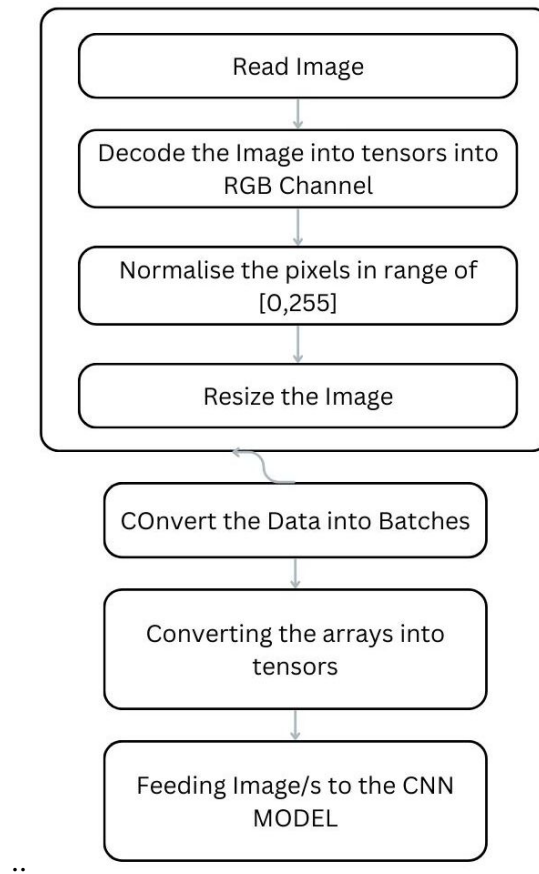 Read Image
Decode the Image into tensors into
RGB Channel
Normalise the pixels in range of
[0,255]
Resize the Image
COnvert the Data into Batches
Converting the arrays into
tensors
Feeding Image/s to the CNN
MODEL
..